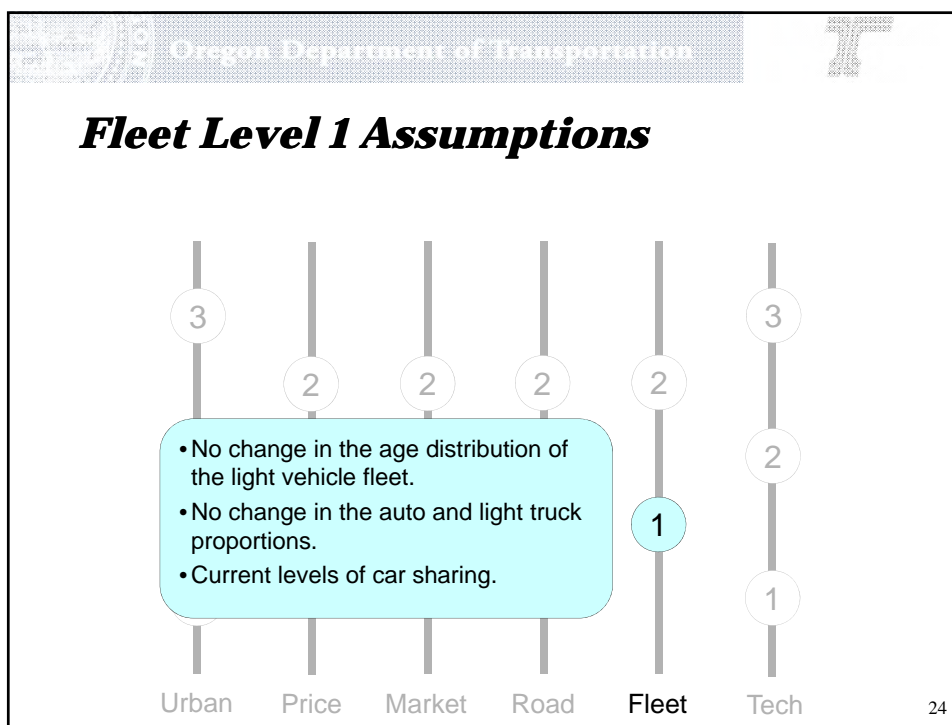 Oregon Department of Transportation
Fleet Level 1 Assumptions
3
3
2
2
2
2
• No change in the age distribution of
the light vehicle fleet.
2
• No change in the auto and light truck
proportions.
1
• Current levels of car sharing.
1
Urban
Price
Market
Road
Fleet
Tech
24